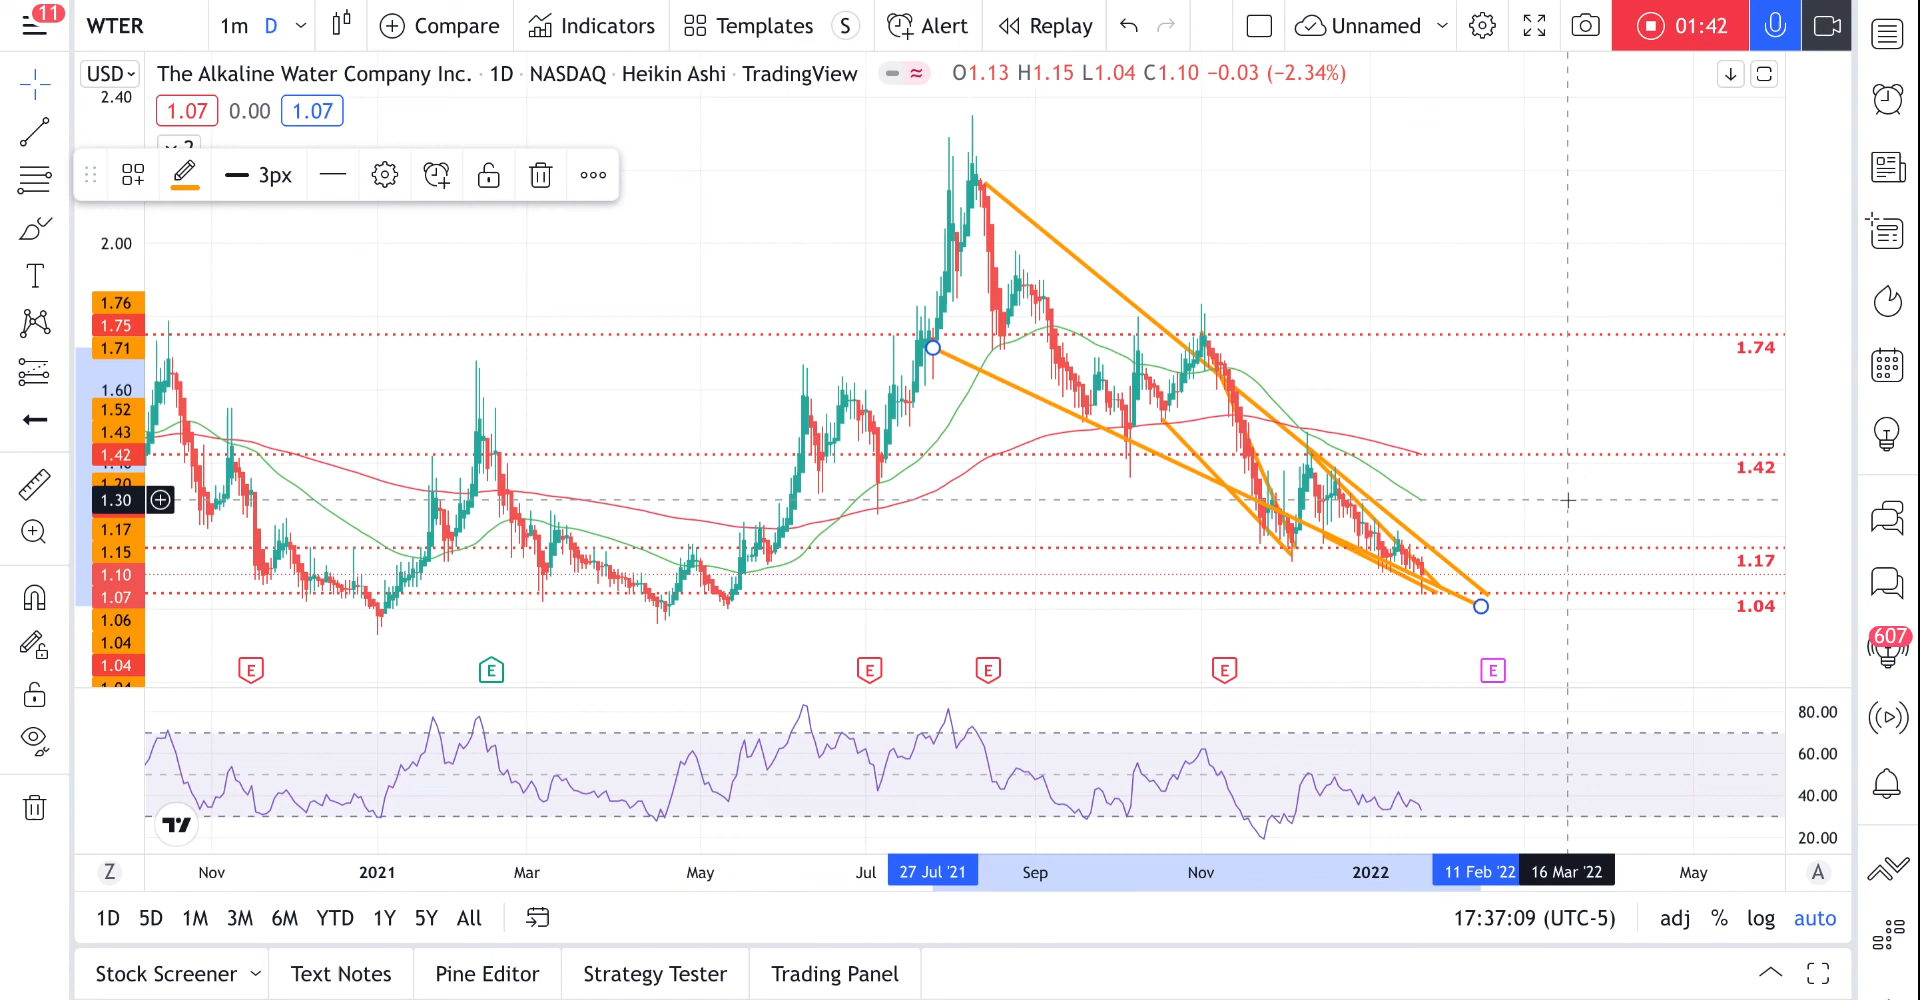 11
WTER
1m D
Compare
Indicators
Templates S
Alert
Replay
Unnamed
01:42
USD
The Alkaline Water Company Inc. · 1D · NASDAQ · Heikin Ashi · TradingView
O1.13 H1.15 L1.04 C1.10 −0.03 (−2.34%)
1.07 0.00 1.07
2
3px
2.40
2.00
1.76
1.75
1.71
1.60
1.52
1.43
1.42
1.20
1.30
1.17
1.15
1.10
1.07
1.06
1.04
1.04
1.04
1.74
1.42
1.17
1.04
E E E E E E
80.00
60.00
40.00
20.00
607
Z Nov 2021 Mar May Jul 27 Jul '21 Sep Nov 2022 11 Feb '22 16 Mar '22 May A
1D 5D 1M 3M 6M YTD 1Y 5Y All
17:37:09 (UTC-5) adj % log auto
Stock Screener Text Notes Pine Editor Strategy Tester Trading Panel